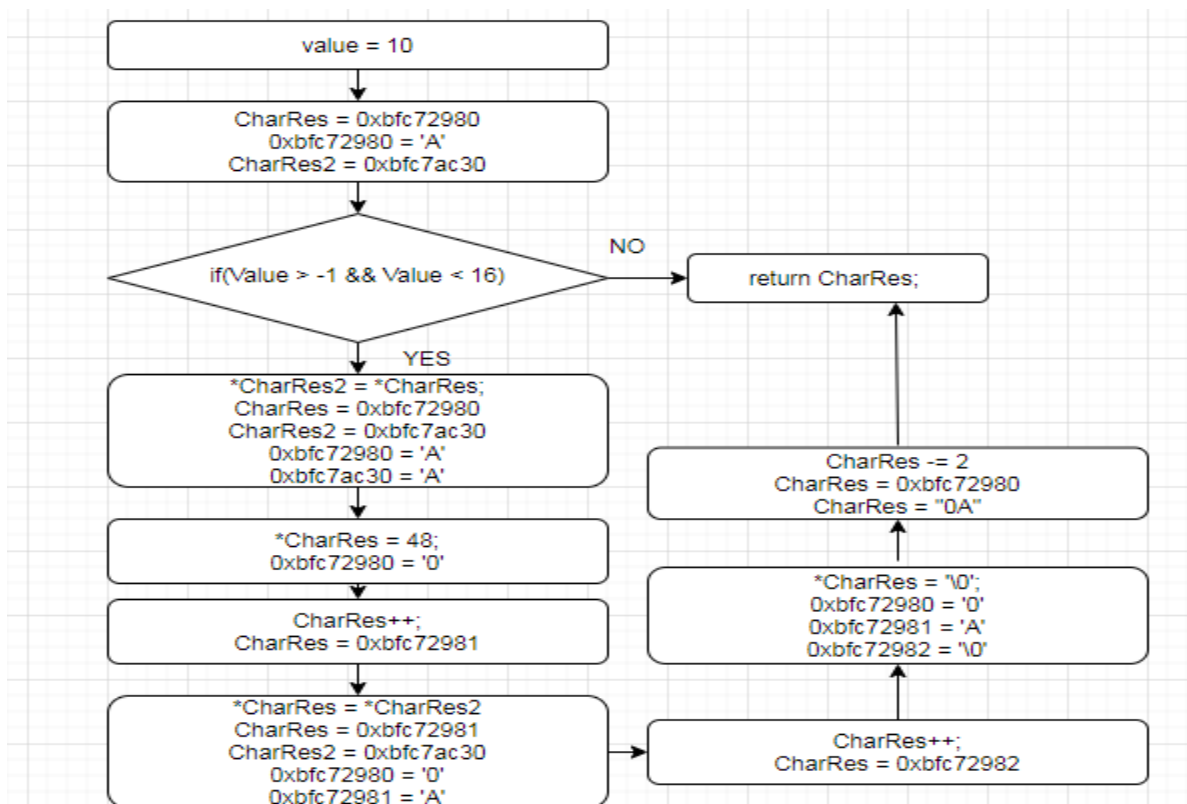 value = 10
CharRes = 0xbfc72980
0xbfc72980 = 'A'
CharRes2 = 0xbfc7ac30
if(Value > -1 && Value < 16)
NO
return CharRes;
YES
*CharRes2 = *CharRes;
CharRes = 0xbfc72980
CharRes2 = 0xbfc7ac30
0xbfc72980 = 'A'
0xbfc7ac30 = 'A'
*CharRes = 48;
0xbfc72980 = '0'
CharRes++;
CharRes = 0xbfc72981
*CharRes = *CharRes2
CharRes = 0xbfc72981
CharRes2 = 0xbfc7ac30
0xbfc72980 = '0'
0xbfc72981 = 'A'
CharRes++;
CharRes = 0xbfc72982
*CharRes = '\0';
0xbfc72980 = '0'
0xbfc72981 = 'A'
0xbfc72982 = '\0'
CharRes -= 2
CharRes = 0xbfc72980
CharRes = "0A"